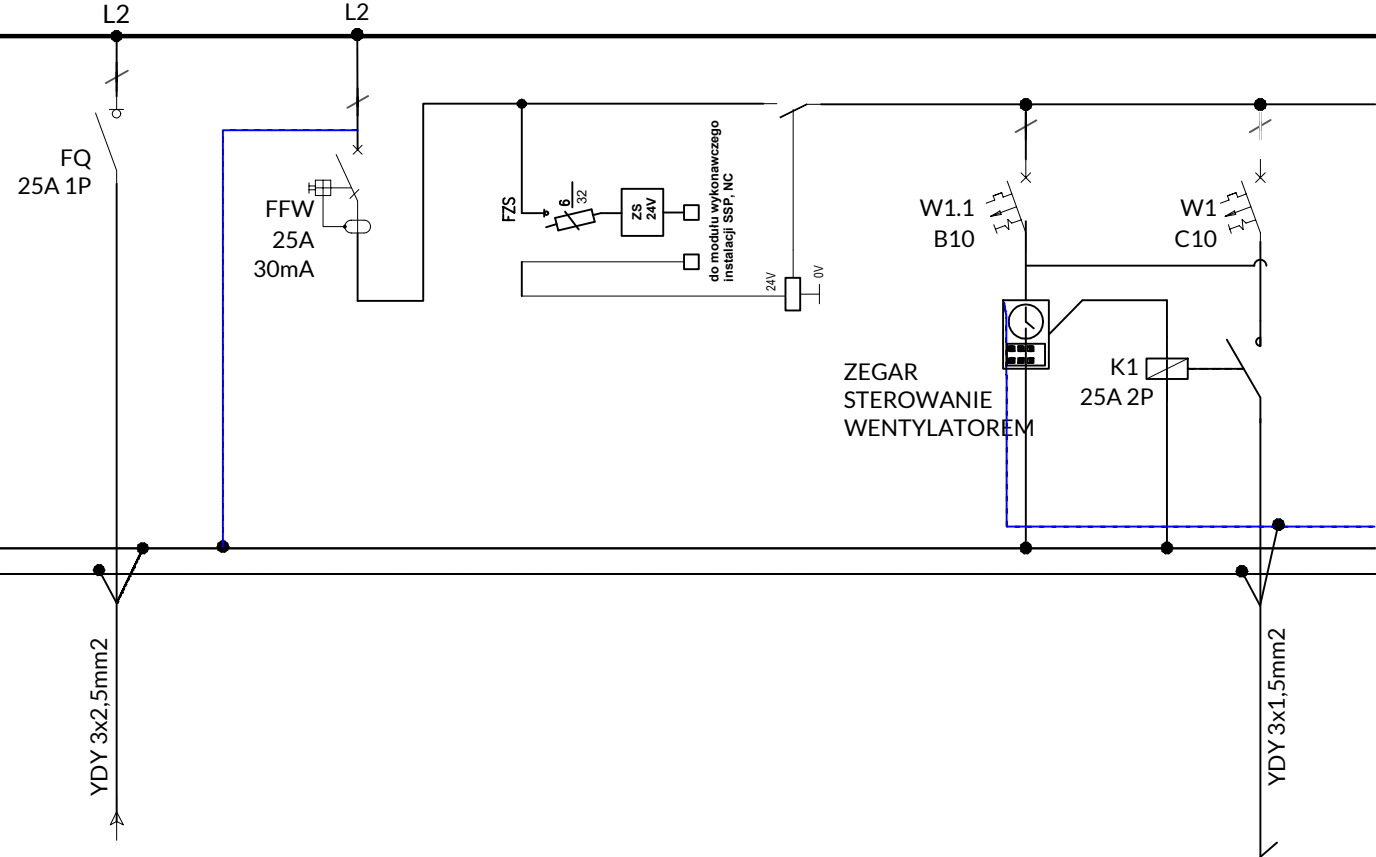 L2
L2
FQ
25A 1P
FFW
25A
30mA
FZS
6
32
ZS
24V
do modułu wykonawczego
instalacji SSP, NC
24V
0V
W1.1
B10
W1
C10
ZEGAR
STEROWANIE
WENTYLATOREM
K1
25A 2P
YDY 3x2,5mm2
YDY 3x1,5mm2